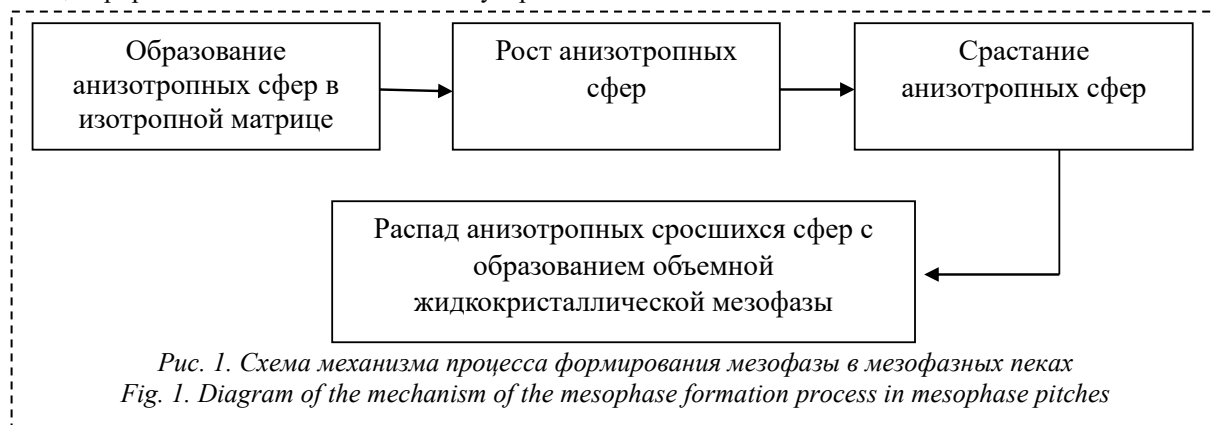 Образование
анизотропных сфер в
изотропной матрице
Рост анизотропных
сфер
Срастание
анизотропных сфер
Распад анизотропных сросшихся сфер с
образованием объемной
жидкокристаллической мезофазы
Рис. 1. Схема механизма процесса формирования мезофазы в мезофазных пеках
Fig. 1. Diagram of the mechanism of the mesophase formation process in mesophase pitches